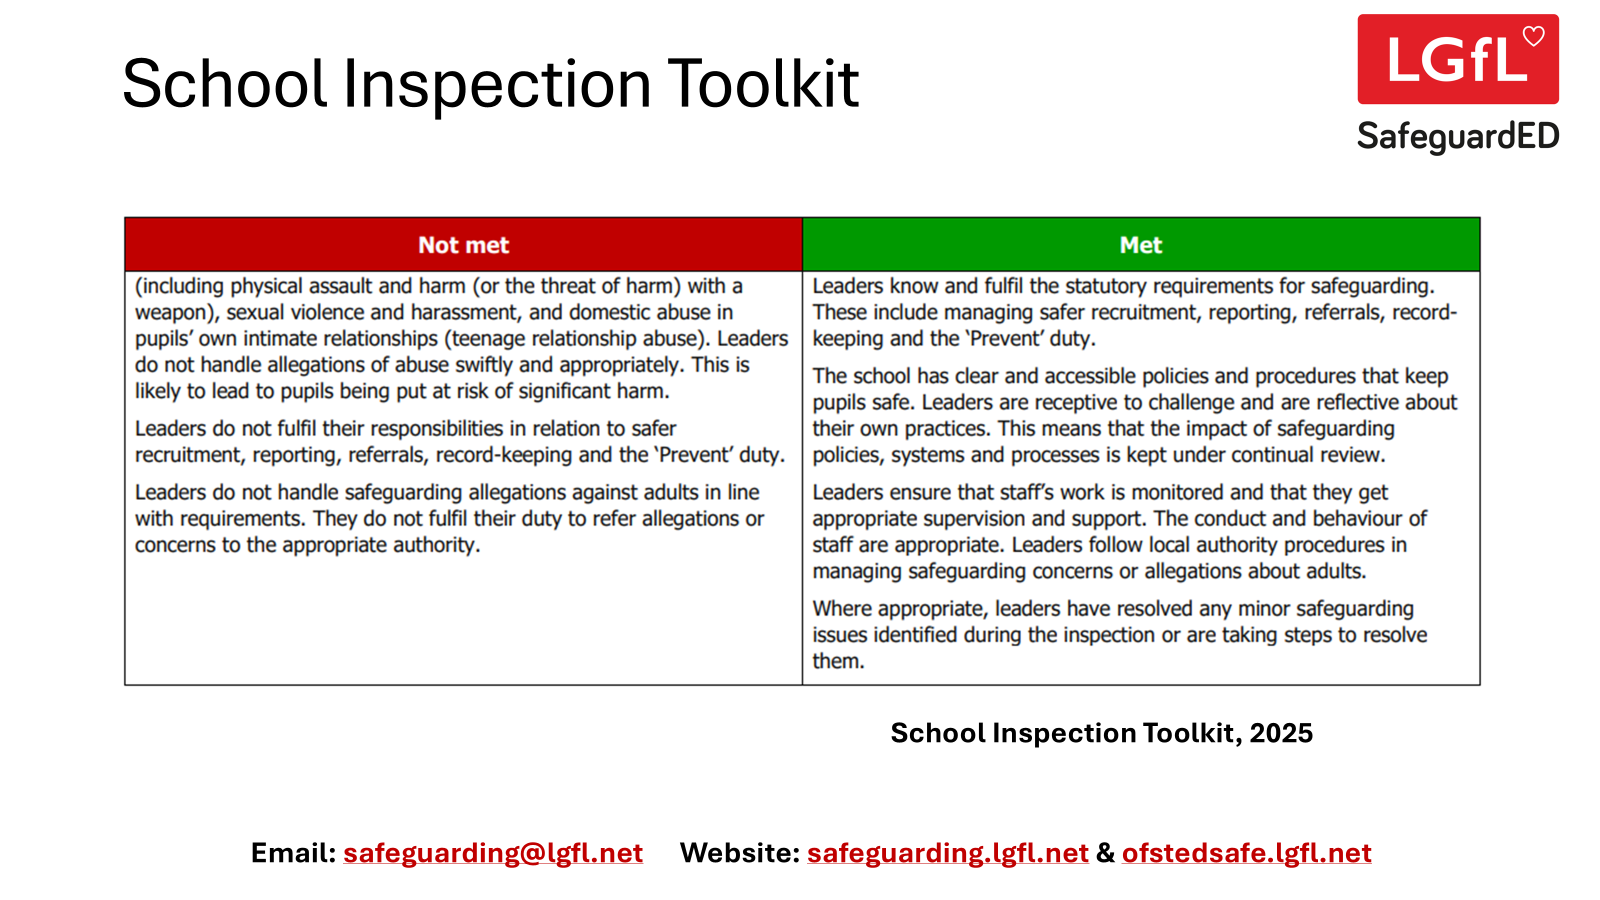 School Inspection Toolkit
LGfL
SafeguardED
Not met
(including physical assault and harm (or the threat of harm) with a
weapon), sexual violence and harassment, and domestic abuse in
pupils’ own intimate relationships (teenage relationship abuse). Leaders
do not handle allegations of abuse swiftly and appropriately. This is
likely to lead to pupils being put at risk of significant harm.
Leaders do not fulfil their responsibilities in relation to safer
recruitment, reporting, referrals, record-keeping and the ‘Prevent’ duty.
Leaders do not handle safeguarding allegations against adults in line
with requirements. They do not fulfil their duty to refer allegations or
concerns to the appropriate authority.
Met
Leaders know and fulfil the statutory requirements for safeguarding.
These include managing safer recruitment, reporting, referrals, record-
keeping and the ‘Prevent’ duty.
The school has clear and accessible policies and procedures that keep
pupils safe. Leaders are receptive to challenge and are reflective about
their own practices. This means that the impact of safeguarding
policies, systems and processes is kept under continual review.
Leaders ensure that staff’s work is monitored and that they get
appropriate supervision and support. The conduct and behaviour of
staff are appropriate. Leaders follow local authority procedures in
managing safeguarding concerns or allegations about adults.
Where appropriate, leaders have resolved any minor safeguarding
issues identified during the inspection or are taking steps to resolve
them.
School Inspection Toolkit, 2025
Email: safeguarding@lgfl.net Website: safeguarding.lgfl.net & ofstedsafe.lgfl.net